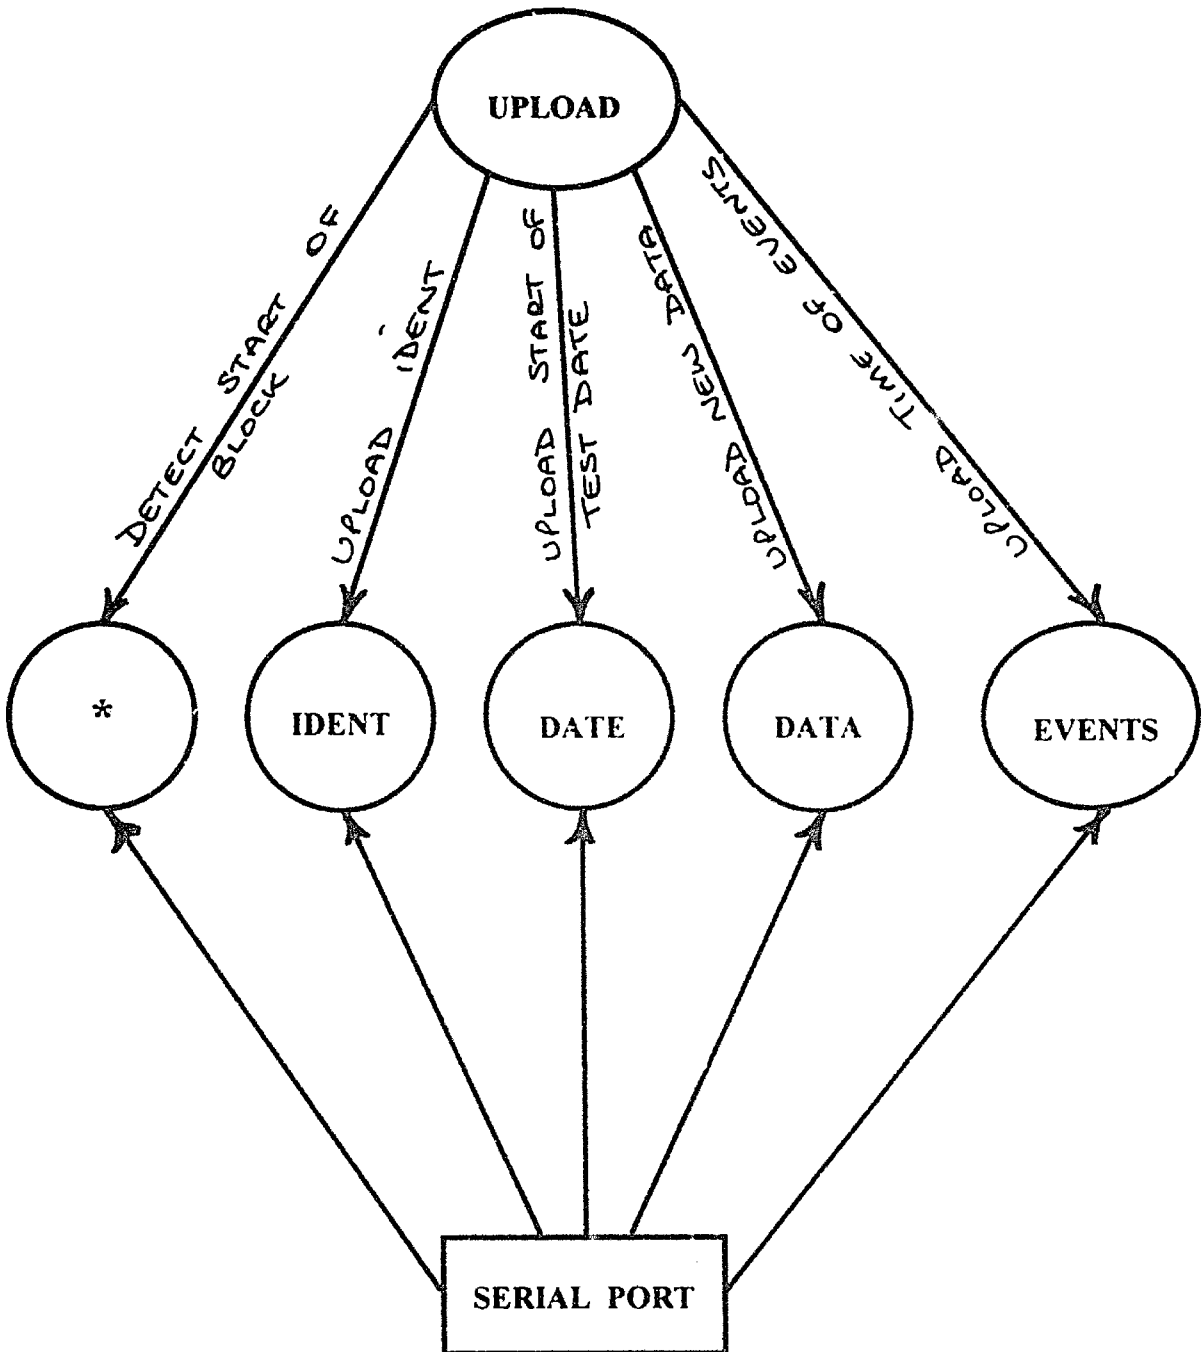 UPLOAD
DETECT START OF
BLOCK
UPLOAD IDENT
UPLOAD START OF
TEST DATE
UPLOAD NEW DATA
UPLOAD TIME OF EVENTS
*
IDENT
DATE
DATA
EVENTS
SERIAL PORT